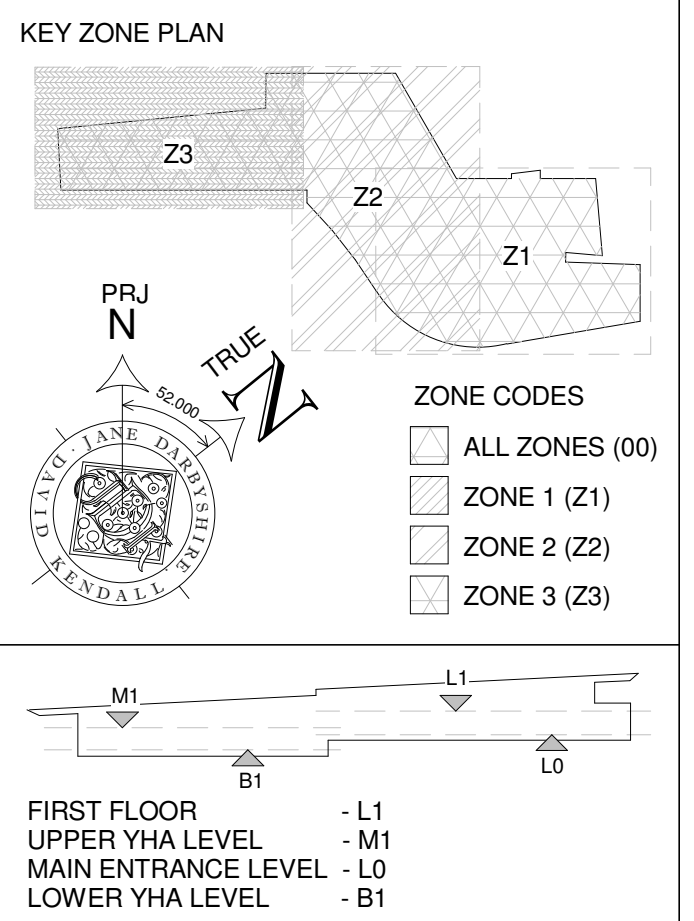 KEY ZONE PLAN
Z3
Z2
Z1
PRJ
N
TRUE
N
52.000
DAVID · JANE DARBYSHIRE
KENDALL
ZONE CODES
ALL ZONES (00)
ZONE 1 (Z1)
ZONE 2 (Z2)
ZONE 3 (Z3)
M1
L1
B1
L0
FIRST FLOOR - L1
UPPER YHA LEVEL - M1
MAIN ENTRANCE LEVEL - L0
LOWER YHA LEVEL - B1